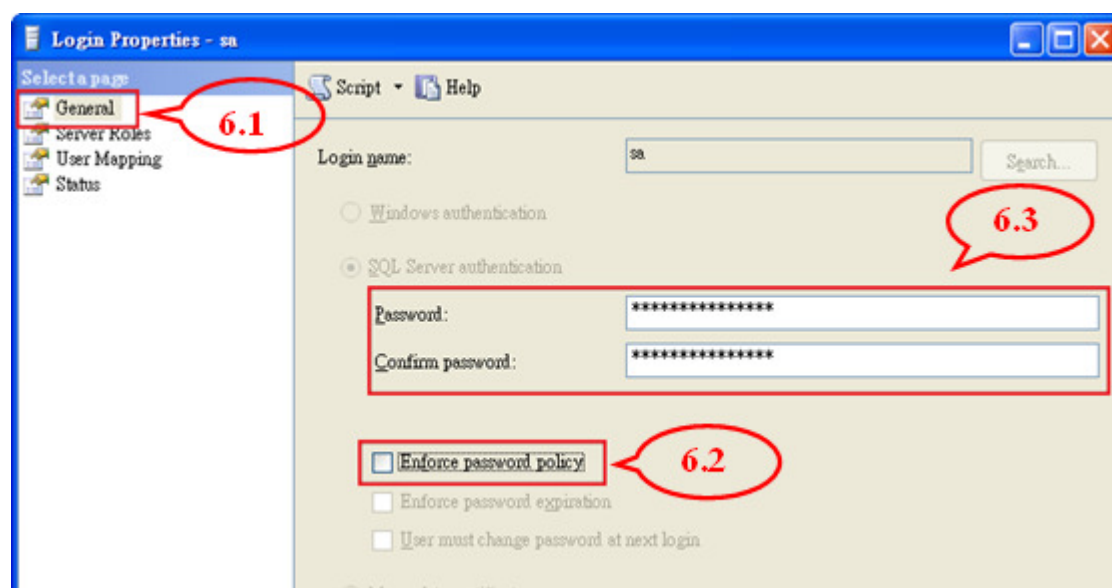 Login Properties - sa
Select a page
General
Server Roles
User Mapping
Status
6.1
Script Help
Login name: sa Search...
Windows authentication
6.3
SQL Server authentication
Password: ***************
Confirm password: ***************
Enforce password policy 6.2
Enforce password expiration
User must change password at next login